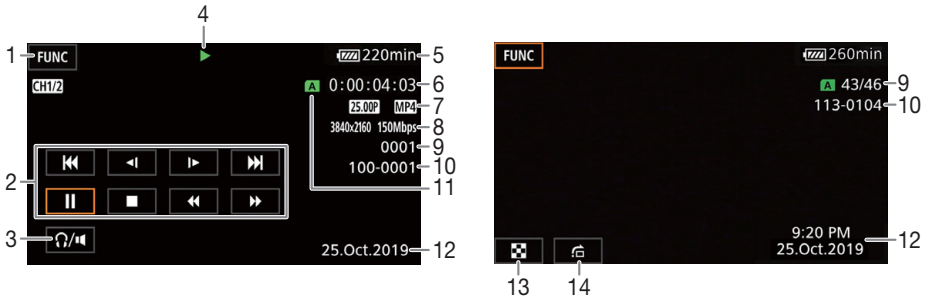 4
1 FUNC 220min 5
CH1/2 A 0:00:04:03 6
25.00P MP4 7
3840x2160 150Mbps 8
0001 9
100-0001 10
11
2
3
25.Oct.2019 12
FUNC 260min
A 43/46 9
113-0104 10
9:20 PM
25.Oct.2019 12
13 14